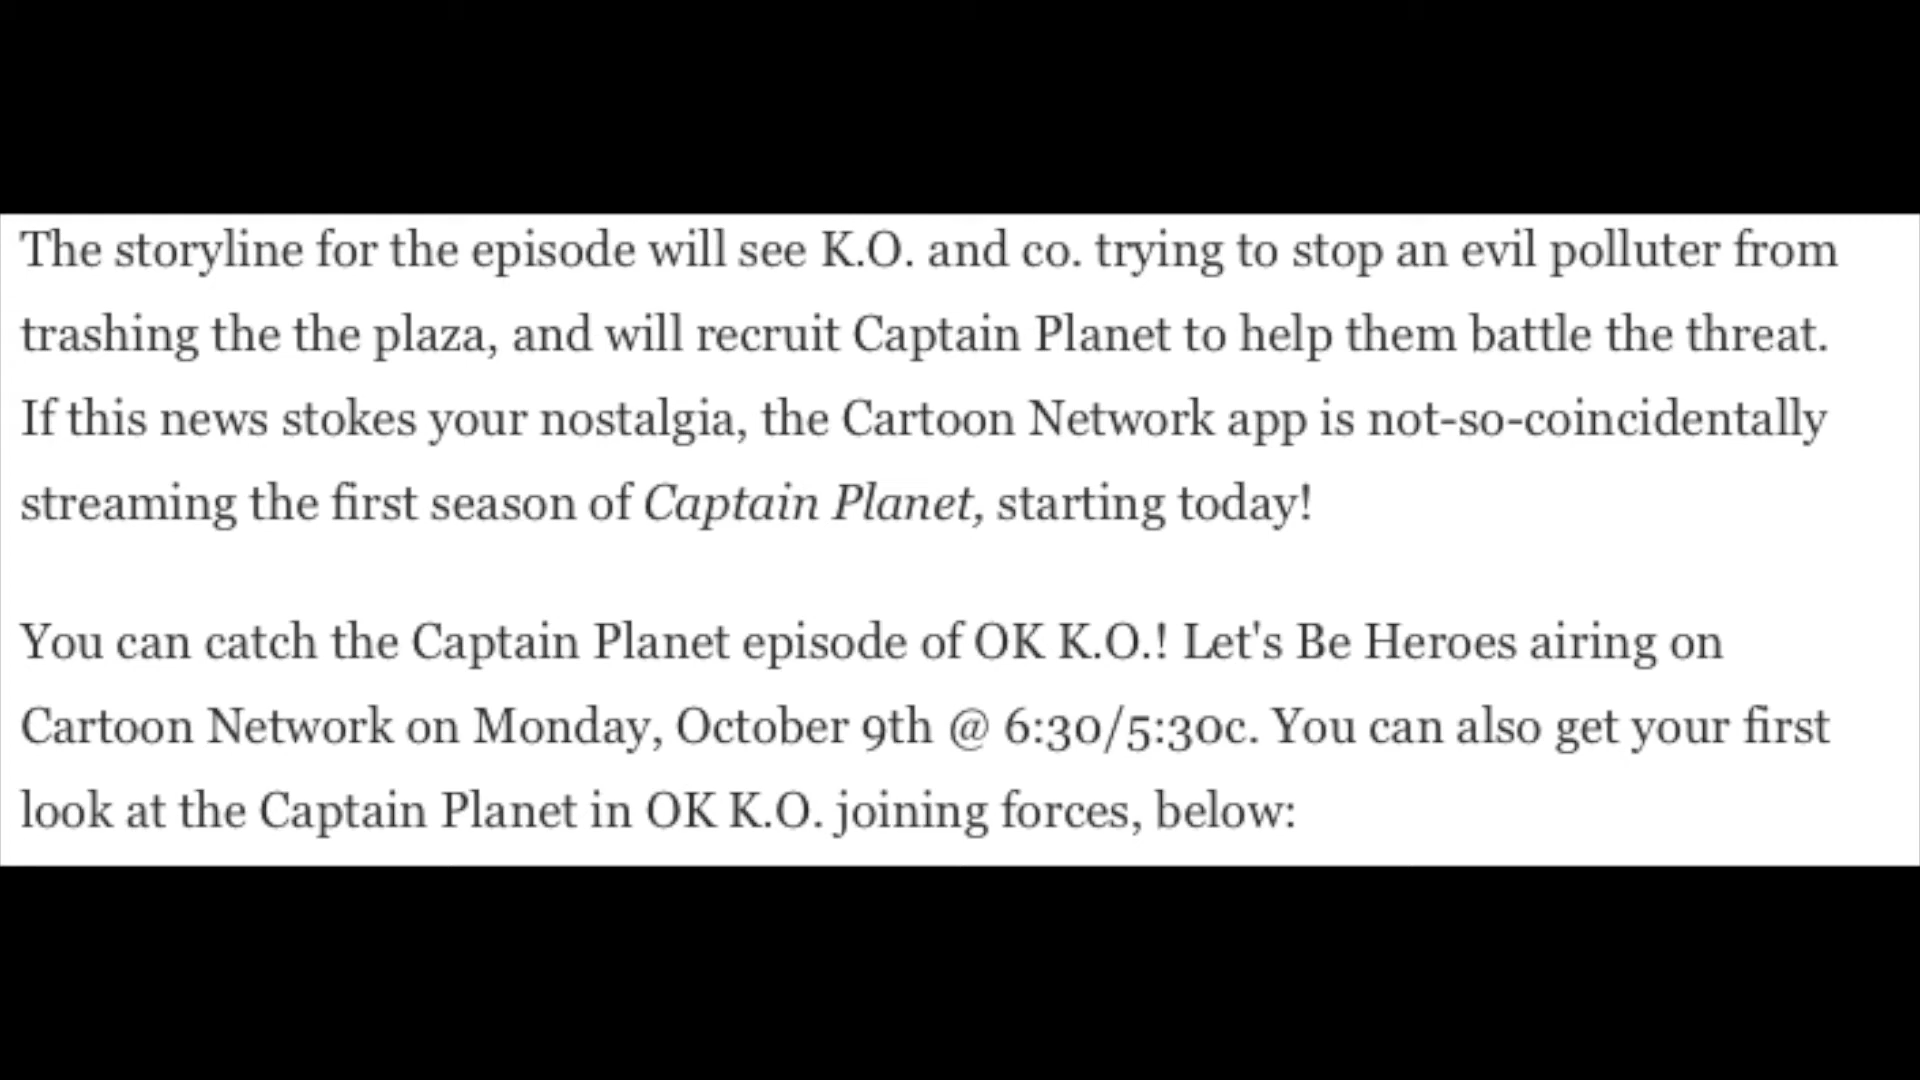 The storyline for the episode will see K.O. and co. trying to stop an evil polluter from
trashing the the plaza, and will recruit Captain Planet to help them battle the threat.
If this news stokes your nostalgia, the Cartoon Network app is not-so-coincidentally
streaming the first season of Captain Planet, starting today!
You can catch the Captain Planet episode of OK K.O.! Let's Be Heroes airing on
Cartoon Network on Monday, October 9th @ 6:30/5:30c. You can also get your first
look at the Captain Planet in OK K.O. joining forces, below: